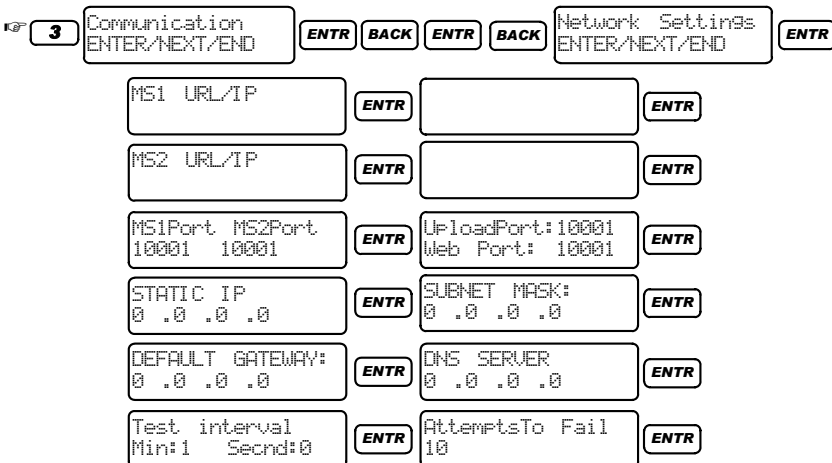 ☞ 3 Communication ENTER/NEXT/END ENTR BACK ENTR BACK Network Settings ENTER/NEXT/END ENTR
MS1 URL/IP ENTR ENTR
MS2 URL/IP ENTR ENTR
MS1Port MS2Port ENTR UploadPort:10001 ENTR
10001 10001 Web Port: 10001
STATIC IP ENTR SUBNET MASK: ENTR
0 .0 .0 .0 0 .0 .0 .0
DEFAULT GATEWAY: ENTR DNS SERVER ENTR
0 .0 .0 .0 0 .0 .0 .0
Test interval ENTR AttemptsTo Fail ENTR
Min:1 Secnd:0 10